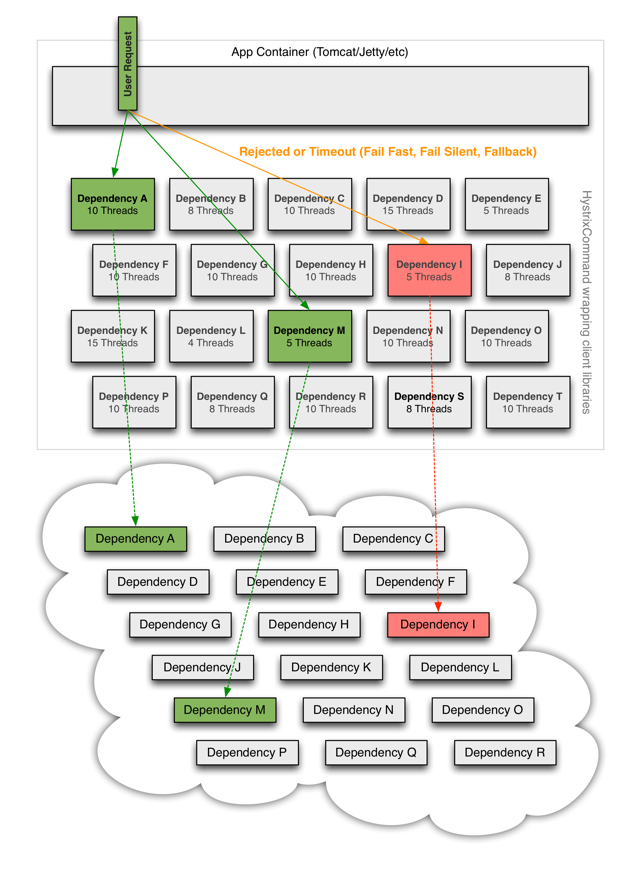 User Request
App Container (Tomcat/Jetty/etc)
Rejected or Timeout (Fail Fast, Fail Silent, Fallback)
Dependency A
10 Threads
Dependency B
8 Threads
Dependency C
10 Threads
Dependency D
15 Threads
Dependency E
5 Threads
Dependency F
10 Threads
Dependency G
10 Threads
Dependency H
10 Threads
Dependency I
5 Threads
Dependency J
8 Threads
Dependency K
15 Threads
Dependency L
4 Threads
Dependency M
5 Threads
Dependency N
10 Threads
Dependency O
10 Threads
Dependency P
10 Threads
Dependency Q
8 Threads
Dependency R
10 Threads
Dependency S
8 Threads
Dependency T
10 Threads
HystrixCommand wrapping client libraries
Dependency A
Dependency B
Dependency C
Dependency D
Dependency E
Dependency F
Dependency G
Dependency H
Dependency I
Dependency J
Dependency K
Dependency L
Dependency M
Dependency N
Dependency O
Dependency P
Dependency Q
Dependency R